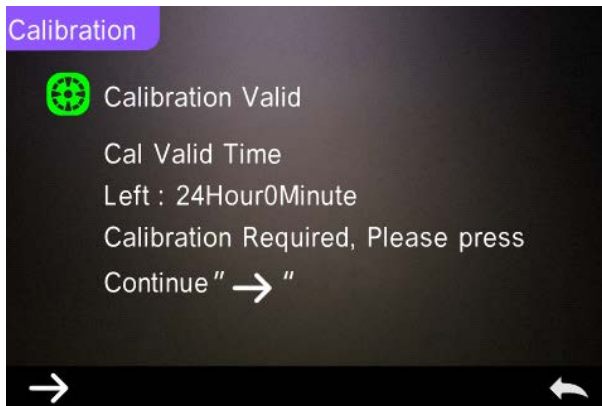 Calibration
Calibration Valid
Cal Valid Time
Left : 24Hour0Minute
Calibration Required, Please press
Continue" → "